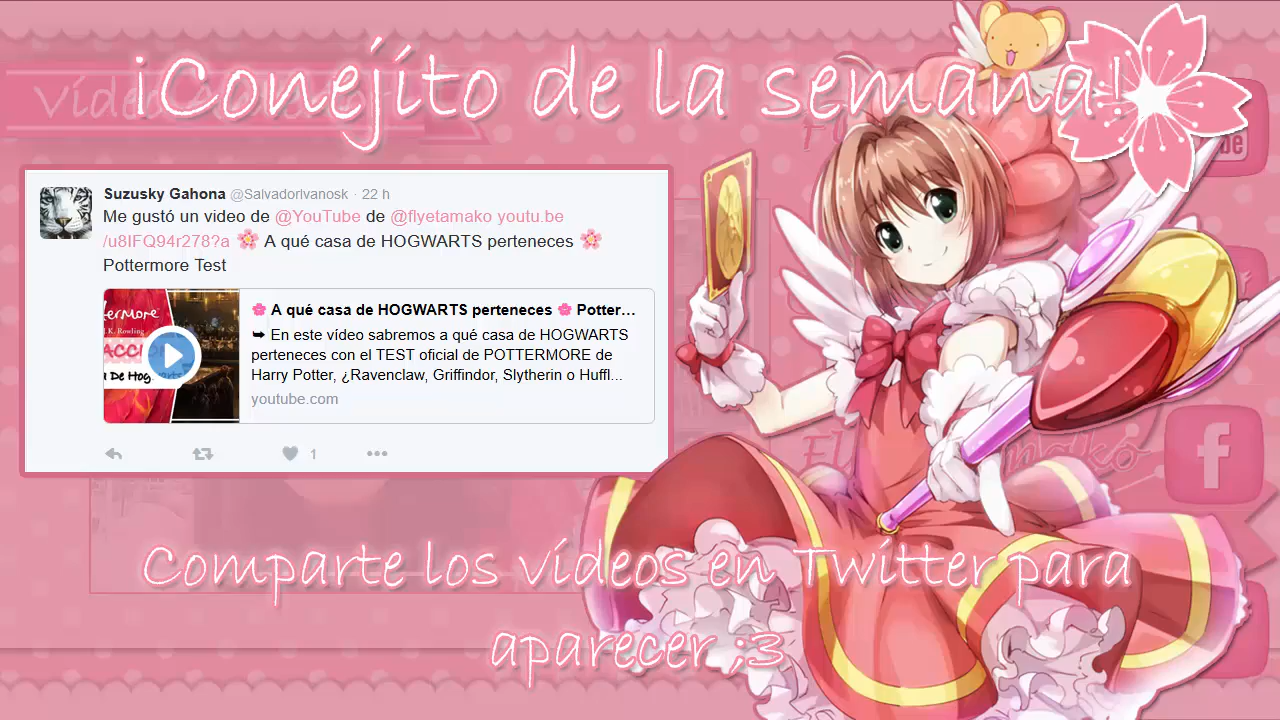 ¡Conejito de la semana!
Suzusky Gahona @Salvadorivanosk · 22 h
Me gustó un video de @YouTube de @flyetamako youtu.be
/u8IFQ94r278?a 🌸 A qué casa de HOGWARTS perteneces 🌸
Pottermore Test
🌸 A qué casa de HOGWARTS perteneces 🌸 Potter...
➥ En este vídeo sabremos a qué casa de HOGWARTS
perteneces con el TEST oficial de POTTERMORE de
Harry Potter, ¿Ravenclaw, Griffindor, Slytherin o Huffl...
youtube.com
1
Comparte los vídeos en Twitter para
aparecer ;3